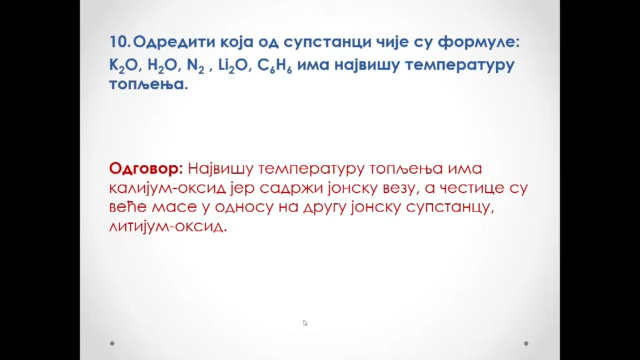 10. Одредити која од супстанци чије су формуле:
K₂O, H₂O, N₂ , Li₂O, C₆H₆ има највишу температуру
топљења.
Одговор: Највишу температуру топљења има
калијум-оксид јер садржи јонску везу, а честице су
веће масе у односу на другу јонску супстанцу,
литијум-оксид.